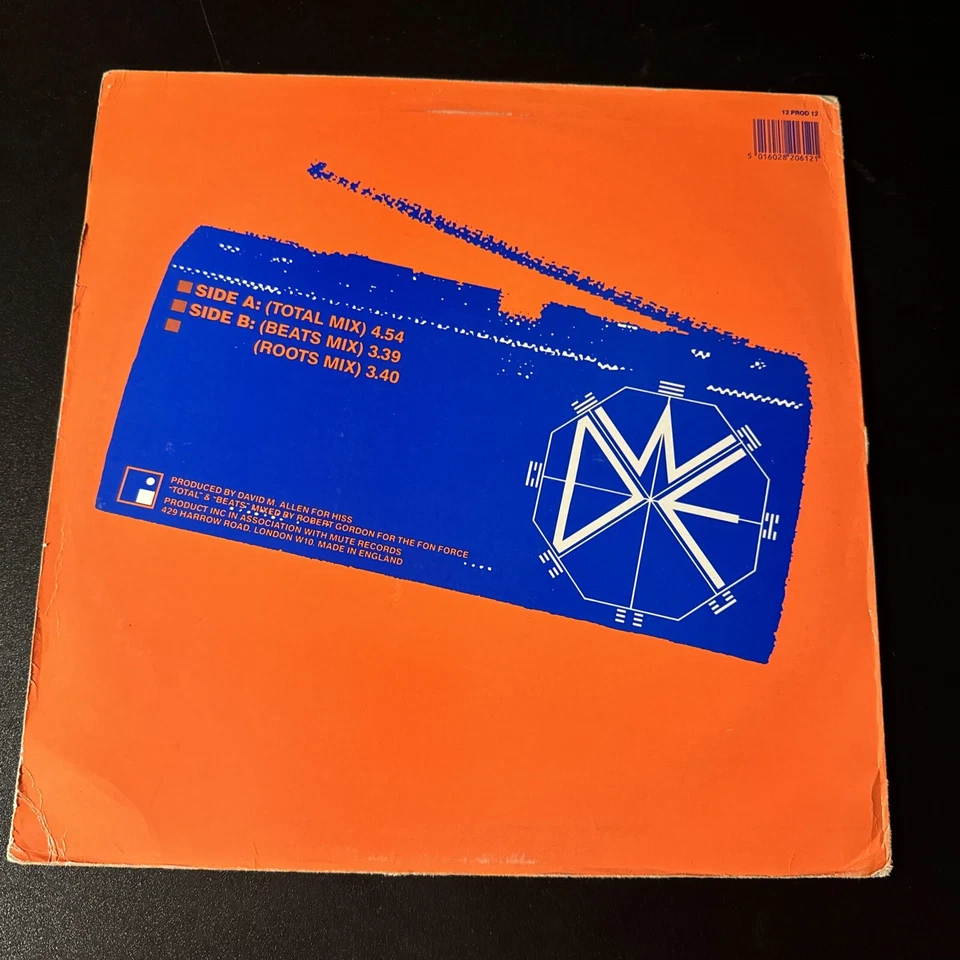 12 PROD 12
5 016028 206121
SIDE A: (TOTAL MIX) 4.54
SIDE B: (BEATS MIX) 3.39
(ROOTS MIX) 3.40
PRODUCED BY DAVID M. ALLEN FOR HISS
"TOTAL" & "BEATS" MIXED BY ROBERT GORDON FOR THE FON FORCE
PRODUCT INC IN ASSOCIATION WITH MUTE RECORDS
429 HARROW ROAD, LONDON W10. MADE IN ENGLAND